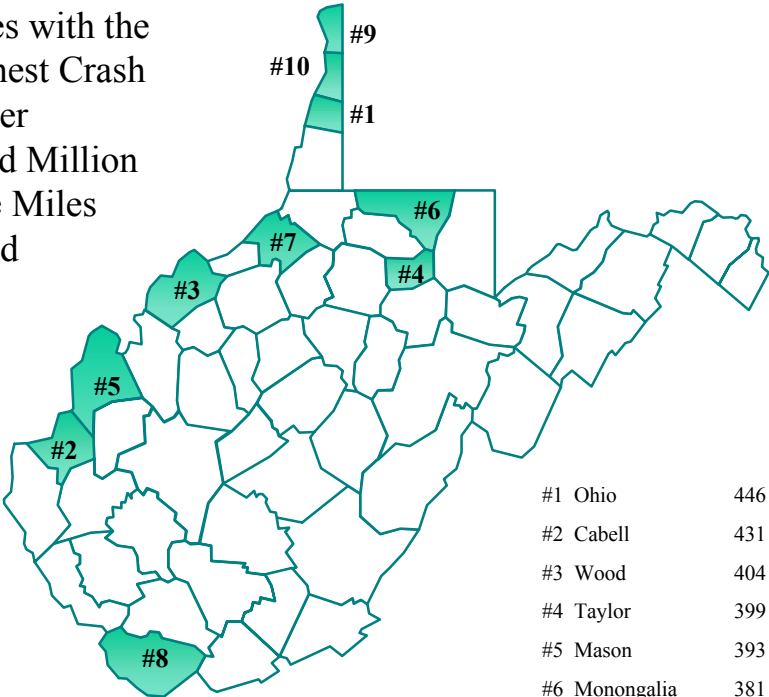 es with the
nest Crash
er
d Million
e Miles
d
#9
#10
#1
#6
#7
#4
#3
#5
#2
#8
#1 Ohio 446
#2 Cabell 431
#3 Wood 404
#4 Taylor 399
#5 Mason 393
#6 Monongalia 381